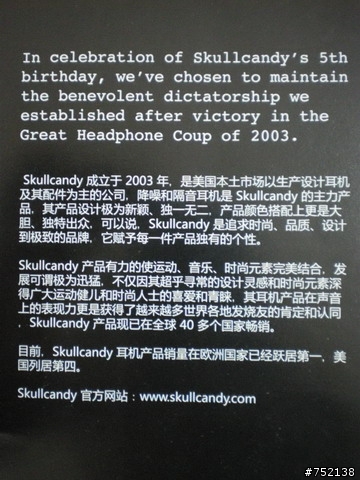 In celebration of Skullcandy's 5th
birthday, we've chosen to maintain
the benevolent dictatorship we
established after victory in the
Great Headphone Coup of 2003.
Skullcandy 成立于 2003 年，是美国本土市场以生产设计耳机
及其配件为主的公司，降噪和隔音耳机是 Skullcandy 的主力产
品，其产品设计极为新颖、独一无二，产品颜色搭配上更是大
胆、独特出众，可以说，Skullcandy 是追求时尚、品质、设计
到极致的品牌，它赋予每一件产品独有的个性。
Skullcandy 产品有力的使运动、音乐、时尚元素完美结合，发
展可谓极为迅猛，不仅因其超乎寻常的设计灵感和时尚元素深
得广大运动健儿和时尚人士的喜爱和青睐，其耳机产品在声音
上的表现力更是获得了越来越多世界各地发烧友的肯定和认同
，Skullcandy 产品现已在全球 40 多个国家畅销。
目前，Skullcandy 耳机产品销量在欧洲国家已经跃居第一，美
国列居第四。
Skullcandy 官方网站：www.skullcandy.com
#752138